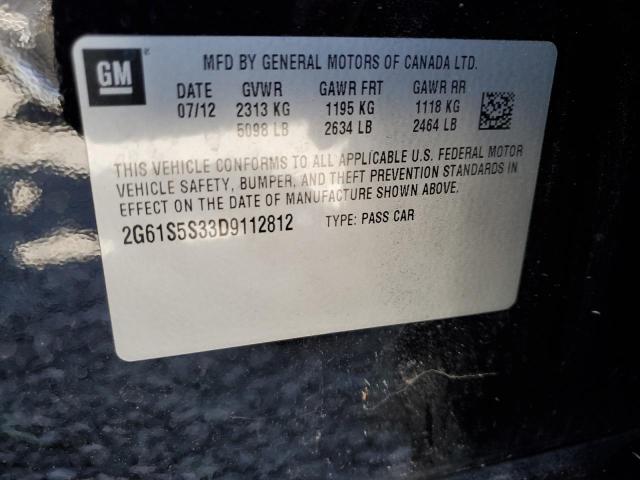 GM
®
MFD BY GENERAL MOTORS OF CANADA LTD.
DATE GVWR GAWR FRT GAWR RR
07/12 2313 KG 1195 KG 1118 KG
5098 LB 2634 LB 2464 LB
THIS VEHICLE CONFORMS TO ALL APPLICABLE U.S. FEDERAL MOTOR
VEHICLE SAFETY, BUMPER, AND THEFT PREVENTION STANDARDS IN
EFFECT ON THE DATE OF MANUFACTURE SHOWN ABOVE.
2G61S5S33D9112812 TYPE: PASS CAR